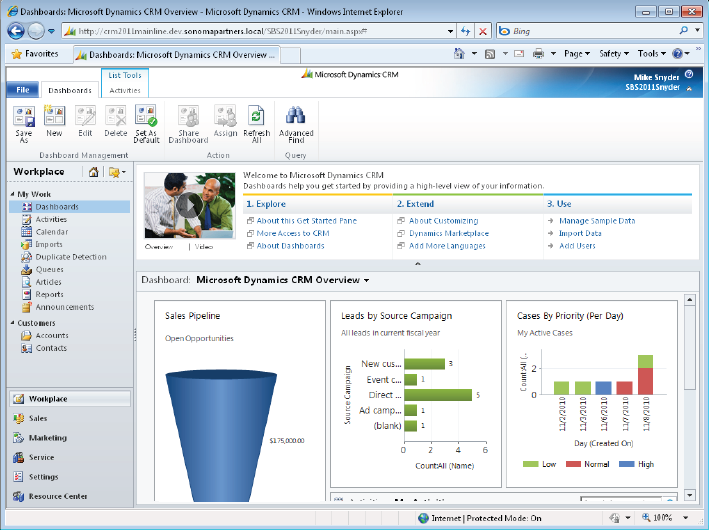 Dashboards: Microsoft Dynamics CRM Overview - Microsoft Dynamics CRM - Windows Internet Explorer
http://crm2011mainline.dev.sonomapartners.local/SBS2011Snyder/main.aspx#
Bing
Favorites
Dashboards: Microsoft Dynamics CRM Overview ...
Page
Safety
Tools
List Tools
Microsoft Dynamics CRM
Mike Snyder
SBS2011Snyder
File
Dashboards
Activities
Save As
New
Edit
Delete
Set As Default
Share Dashboard
Assign
Refresh All
Advanced Find
Dashboard Management
Action
Query
Workplace
My Work
Dashboards
Activities
Calendar
Imports
Duplicate Detection
Queues
Articles
Reports
Announcements
Customers
Accounts
Contacts
Workplace
Sales
Marketing
Service
Settings
Resource Center
Welcome to Microsoft Dynamics CRM
Dashboards help you get started by providing a high-level view of your information.
Overview | Video
1. Explore
About this Get Started Pane
More Access to CRM
About Dashboards
2. Extend
About Customizing
Dynamics Marketplace
Add More Languages
3. Use
Manage Sample Data
Import Data
Add Users
Dashboard: Microsoft Dynamics CRM Overview
Sales Pipeline
Open Opportunities
$175,000.00
Leads by Source Campaign
All leads in current fiscal year
Source Campaign
New cus... 3
Event c... 1
Direct ... 5
Ad camp... 1
(blank) 1
0 2 4 6
Count:All (Name)
Cases By Priority (Per Day)
My Active Cases
Count:All (...
2
0
11/2/2010
11/3/2010
11/6/2010
11/7/2010
11/8/2010
Day (Created On)
Low
Normal
High
Internet | Protected Mode: On
100%